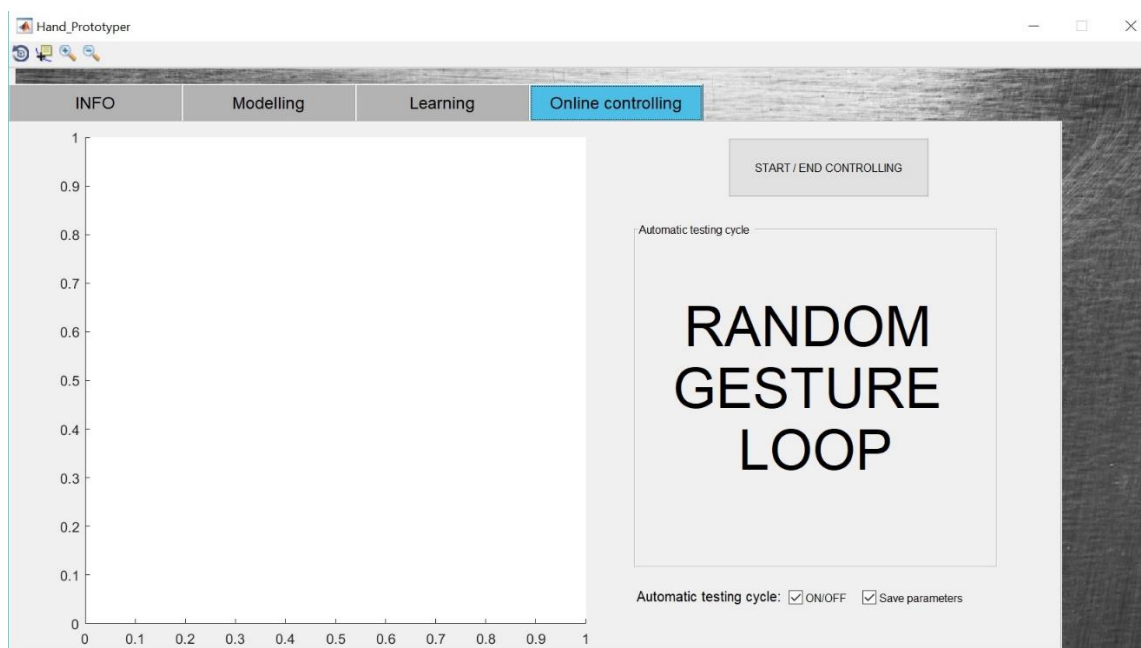 Hand_Prototyper
INFO
Modelling
Learning
Online controlling
START / END CONTROLLING
Automatic testing cycle
RANDOM
GESTURE
LOOP
Automatic testing cycle: ON/OFF Save parameters
1
0.9
0.8
0.7
0.6
0.5
0.4
0.3
0.2
0.1
0
0 0.1 0.2 0.3 0.4 0.5 0.6 0.7 0.8 0.9 1